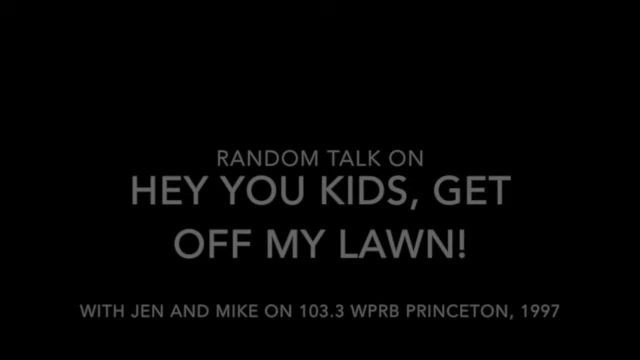 RANDOM TALK ON
HEY YOU KIDS, GET
OFF MY LAWN!
WITH JEN AND MIKE ON 103.3 WPRB PRINCETON, 1997